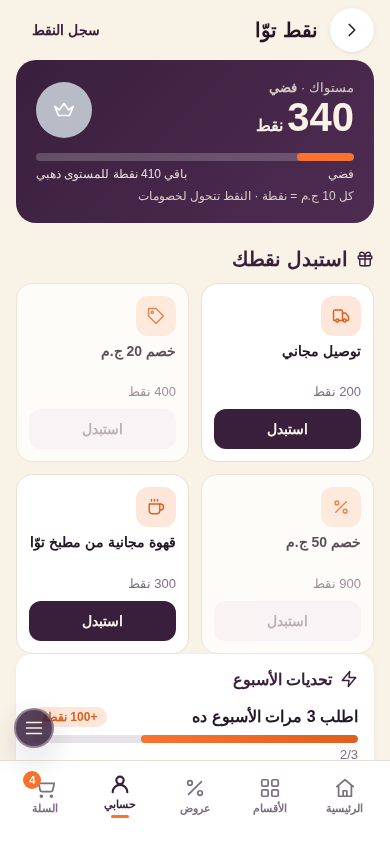 نقط توّا
سجل النقط
مستواك · فضي
340 نقط
فضي
باقي 410 نقطة للمستوى ذهبي
كل 10 ج.م = نقطة · النقط تتحول لخصومات
استبدل نقطك
توصيل مجاني
200 نقط
استبدل
خصم 20 ج.م
400 نقط
استبدل
خصم 50 ج.م
900 نقط
استبدل
قهوة مجانية من مطبخ توّا
300 نقط
استبدل
تحديات الأسبوع
اطلب 3 مرات الأسبوع ده
+100 نقطة
2/3
الرئيسية
الأقسام
عروض
حسابي
4
السلة